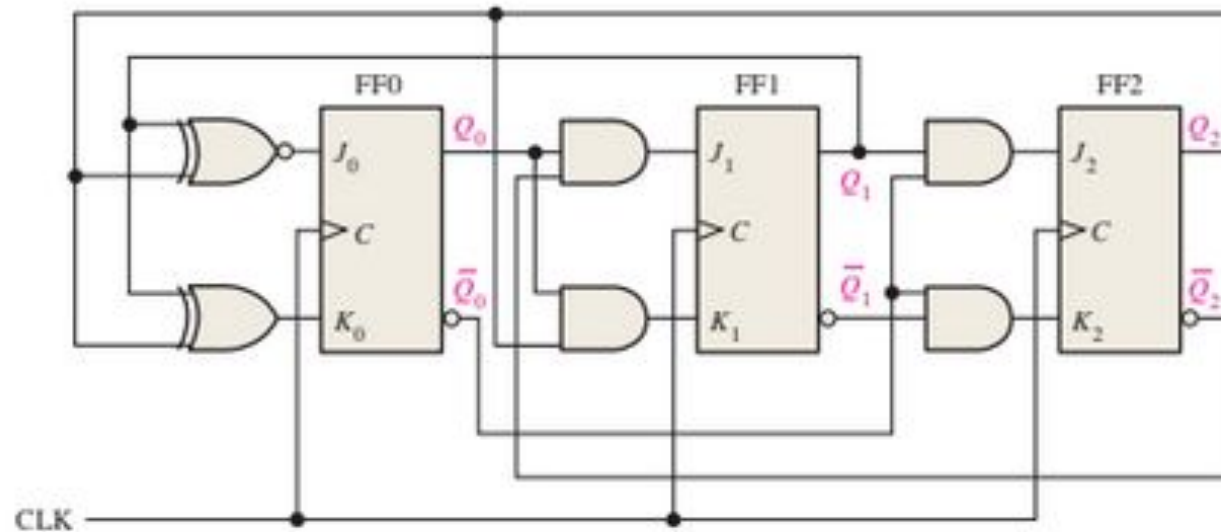 FF0 FF1 FF2
Q₀ Q₂
J₀ J₁ J₂
Q₁
C C C
Q̅₀ Q̅₁ Q̅₂
K₀ K₁ K₂
CLK